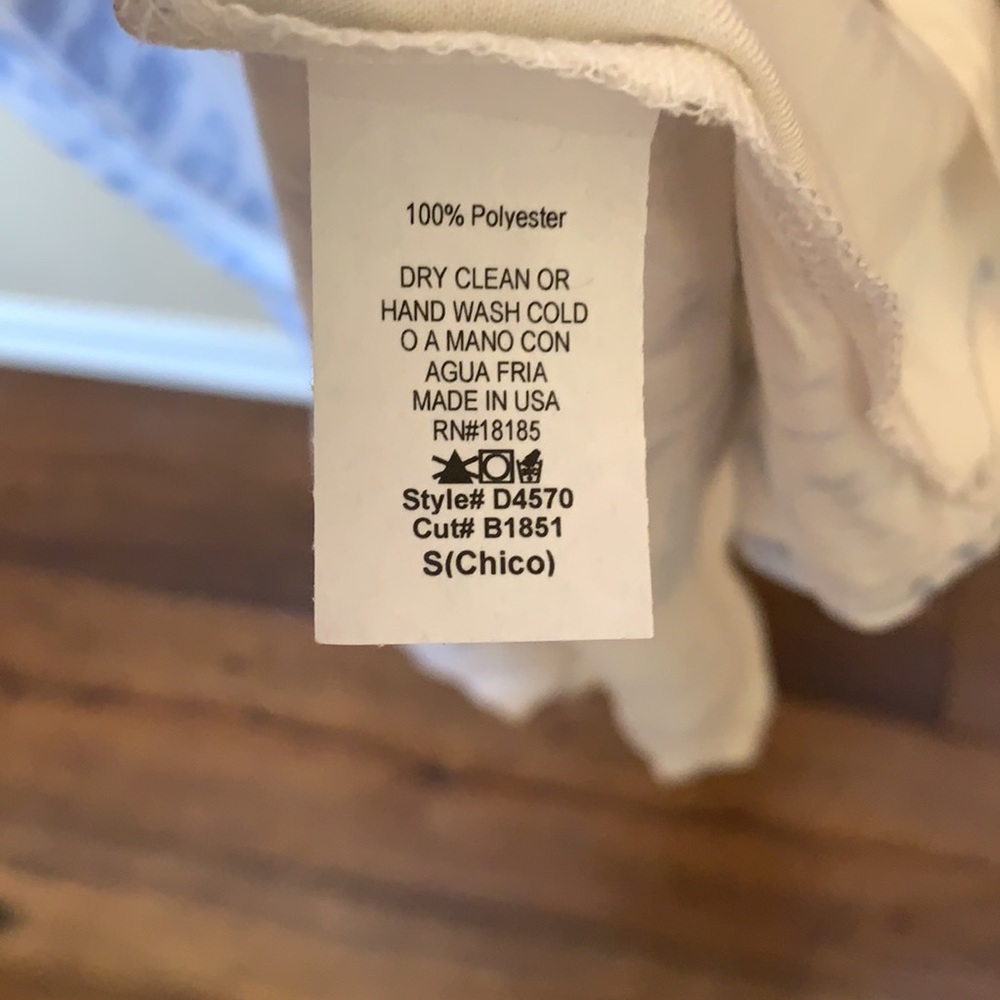 100% Polyester
DRY CLEAN OR
HAND WASH COLD
O A MANO CON
AGUA FRIA
MADE IN USA
RN#18185
Style# D4570
Cut# B1851
S(Chico)